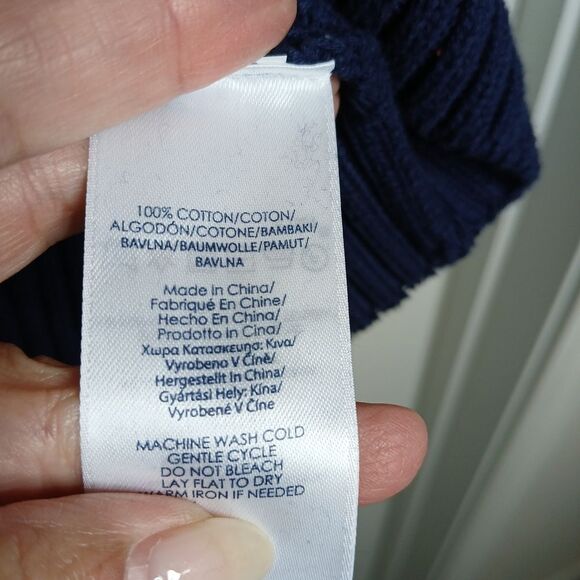 100% COTTON/COTON/
ALGODÓN/COTONE/BAMBAKI/
BAVLNA/BAUMWOLLE/PAMUT/
BAVLNA
Made In China/
Fabriqué En Chine/
Hecho En China/
Prodotto in Cina/
Χωρα Κατασκευησ: Κινα/
Vyrobeno V Číně/
Hergestellt In China/
Gyártási Hely: Kína/
Vyrobené V Číne
MACHINE WASH COLD
GENTLE CYCLE
DO NOT BLEACH
LAY FLAT TO DRY
WARM IRON IF NEEDED